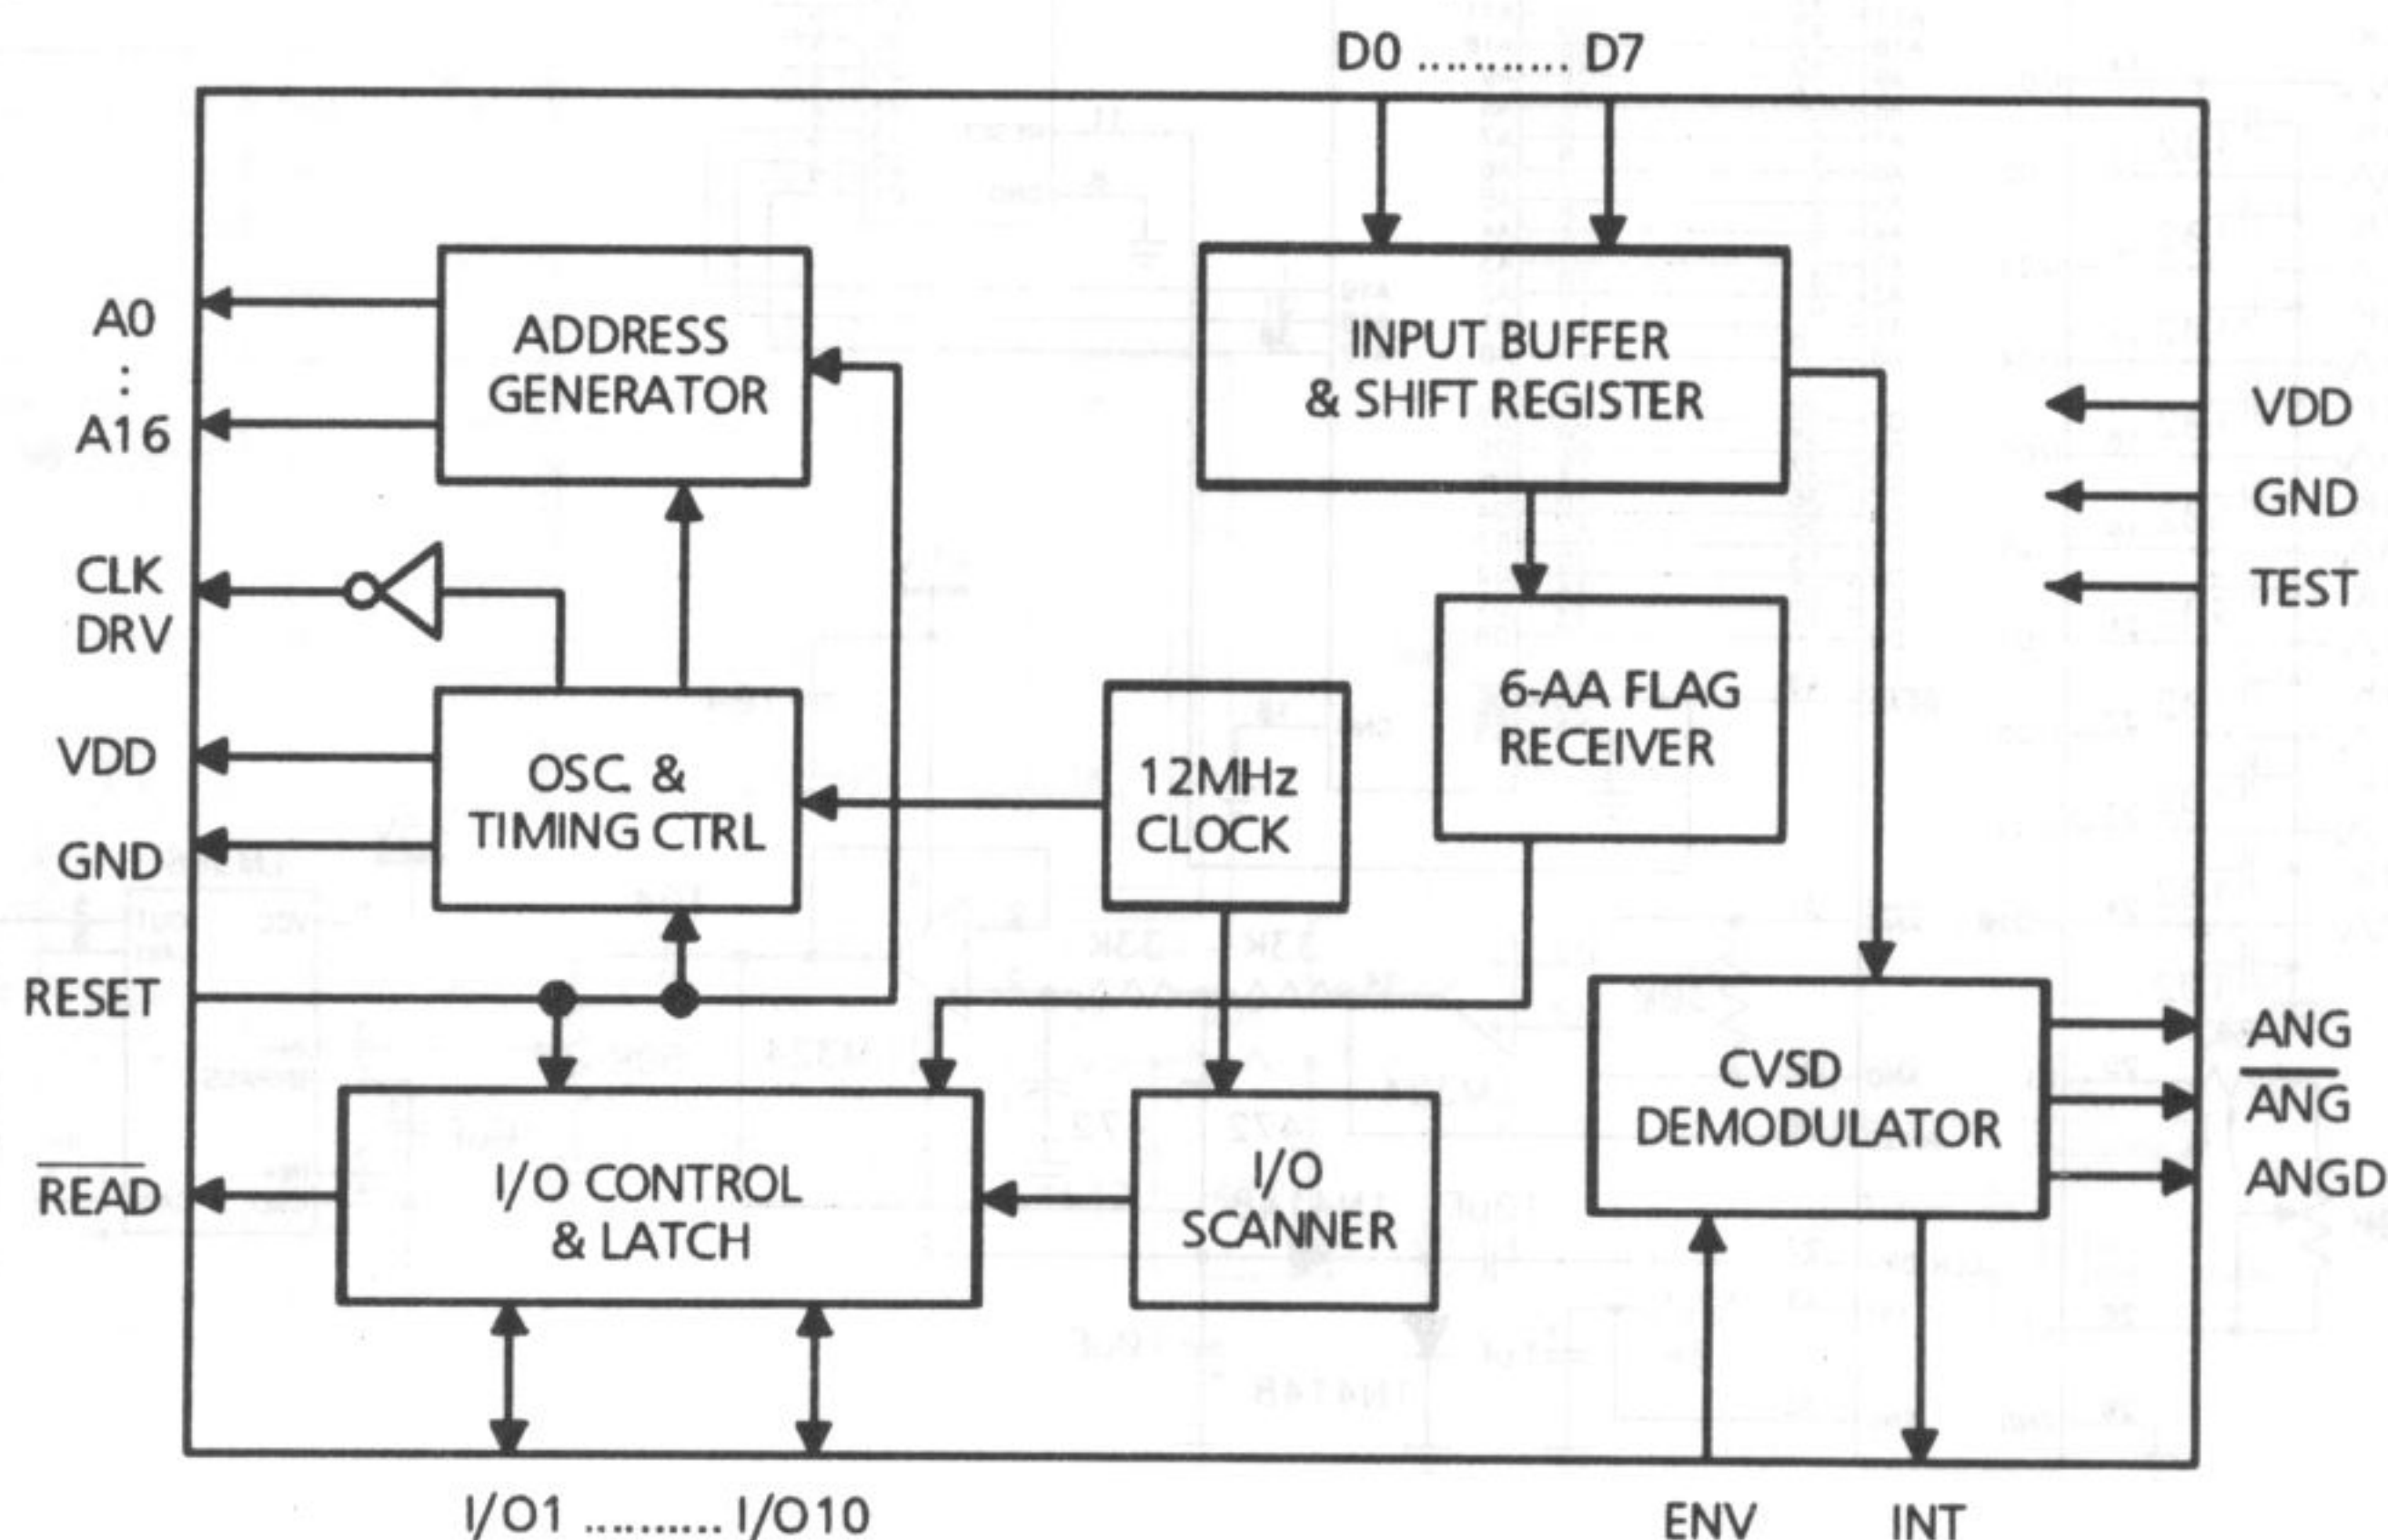 D0 ........... D7
ADDRESS
GENERATOR
INPUT BUFFER
& SHIFT REGISTER
A0
:
A16
VDD
GND
TEST
CLK
DRV
6-AA FLAG
RECEIVER
VDD
GND
OSC. &
TIMING CTRL
12MHz
CLOCK
RESET
CVSD
DEMODULATOR
ANG
A̅N̅G̅
ANGD
R̅E̅A̅D̅
I/O CONTROL
& LATCH
I/O
SCANNER
I/O1 .......... I/O10
ENV
INT